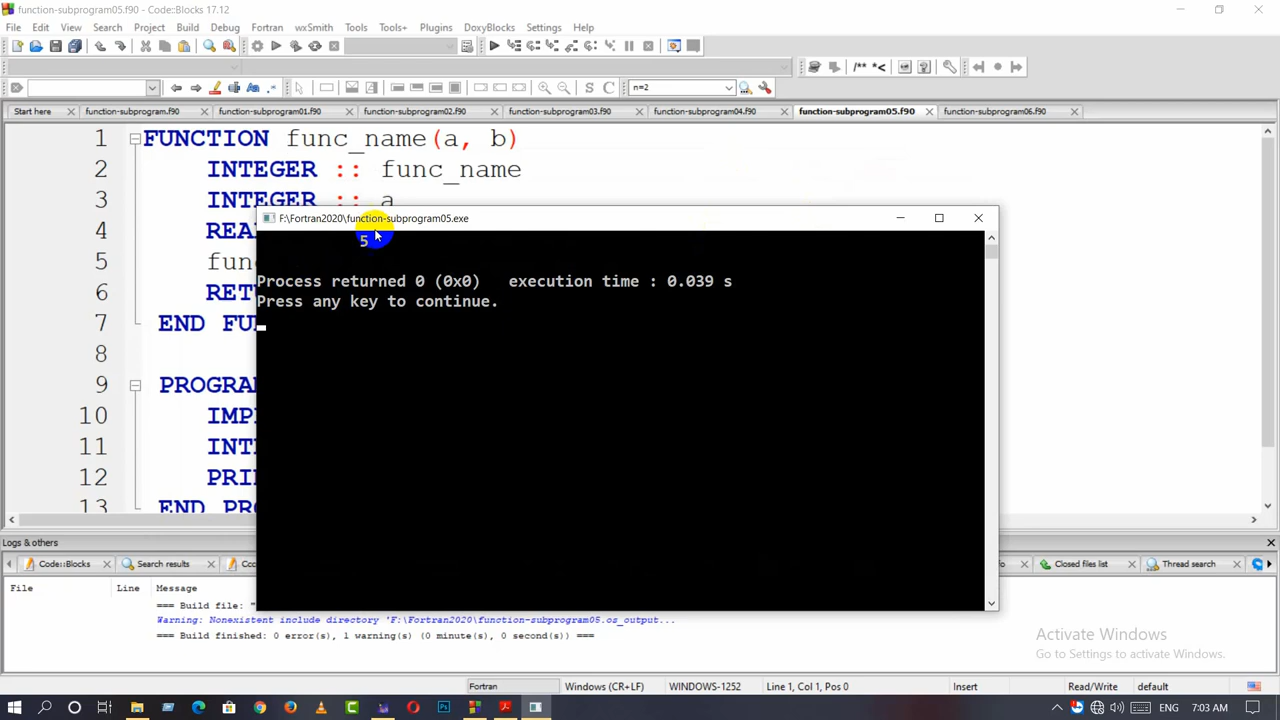 function-subprogram05.f90 - Code::Blocks 17.12
File Edit View Search Project Build Debug Fortran wxSmith Tools Tools+ Plugins DoxyBlocks Settings Help
/** *<
S C n=2
Start here function-subprogram.f90 function-subprogram01.f90 function-subprogram02.f90 function-subprogram03.f90 function-subprogram04.f90 function-subprogram05.f90 function-subprogram06.f90
1 FUNCTION func_name(a, b)
2 INTEGER :: func_name
3 INTEGER :: a
4 REA
5 fun
6 RET
7 END FU
8
9 PROGRA
10 IMP
11 INT
12 PRI
13 END PR
F:\Fortran2020\function-subprogram05.exe
5
Process returned 0 (0x0) execution time : 0.039 s
Press any key to continue.
Logs & others
Code::Blocks Search results Ccc Closed files list Thread search
File Line Message
=== Build file: "
Warning: Nonexistent include directory 'F:\Fortran2020\function-subprogram05.os_output...
=== Build finished: 0 error(s), 1 warning(s) (0 minute(s), 0 second(s)) ===
Activate Windows
Go to Settings to activate Windows.
Fortran Windows (CR+LF) WINDOWS-1252 Line 1, Col 1, Pos 0 Insert Read/Write default
ENG 7:03 AM